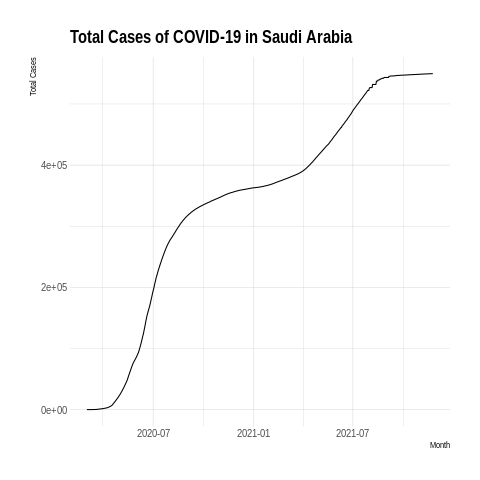 Total Cases of COVID-19 in Saudi Arabia
Total Cases
4e+05
2e+05
0e+00
2020-07 2021-01 2021-07
Month